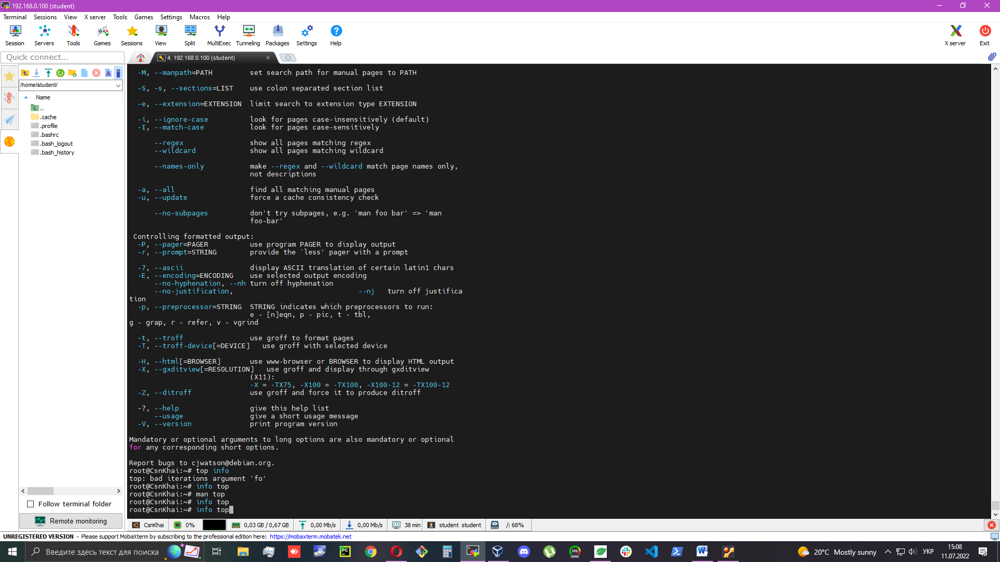 192.168.0.100 (student)
Terminal Sessions View X server Tools Games Settings Macros Help
Session Servers Tools Games Sessions View Split MultiExec Tunneling Packages Settings Help X server Exit
Quick connect...
4. 192.168.0.100 (student)
/home/student/
Name
..
.cache
.profile
.bashrc
.bash_logout
.bash_history
Follow terminal folder
Remote monitoring
-M, --manpath=PATH set search path for manual pages to PATH
-S, -s, --sections=LIST use colon separated section list
-e, --extension=EXTENSION limit search to extension type EXTENSION
-i, --ignore-case look for pages case-insensitively (default)
-I, --match-case look for pages case-sensitively
--regex show all pages matching regex
--wildcard show all pages matching wildcard
--names-only make --regex and --wildcard match page names only,
not descriptions
-a, --all find all matching manual pages
-u, --update force a cache consistency check
--no-subpages don't try subpages, e.g. 'man foo bar' => 'man
foo-bar'
Controlling formatted output:
-P, --pager=PAGER use program PAGER to display output
-r, --prompt=STRING provide the `less' pager with a prompt
-7, --ascii display ASCII translation of certain latin1 chars
-E, --encoding=ENCODING use selected output encoding
--no-hyphenation, --nh turn off hyphenation
--no-justification, --nj turn off justifica
tion
-p, --preprocessor=STRING STRING indicates which preprocessors to run:
e - [n]eqn, p - pic, t - tbl,
g - grap, r - refer, v - vgrind
-t, --troff use groff to format pages
-T, --troff-device[=DEVICE] use groff with selected device
-H, --html[=BROWSER] use www-browser or BROWSER to display HTML output
-X, --gxditview[=RESOLUTION] use groff and display through gxditview
(X11):
-X = -TX75, -X100 = -TX100, -X100-12 = -TX100-12
-Z, --ditroff use groff and force it to produce ditroff
-?, --help give this help list
--usage give a short usage message
-V, --version print program version
Mandatory or optional arguments to long options are also mandatory or optional
for any corresponding short options.
Report bugs to cjwatson@debian.org.
root@CsnKhai:~# top info
top: bad iterations argument 'fo'
root@CsnKhai:~# info top
root@CsnKhai:~# man top
root@CsnKhai:~# info top
root@CsnKhai:~# info top
CsnKhai 0% 0,03 GB / 0,67 GB 0,00 Mb/s 0,00 Mb/s 38 min student student /: 68%
UNREGISTERED VERSION - Please support MobaXterm by subscribing to the professional edition here: https://mobaxterm.mobatek.net
Введите здесь текст для поиска
20°C Mostly sunny УКР 15:08
11.07.2022